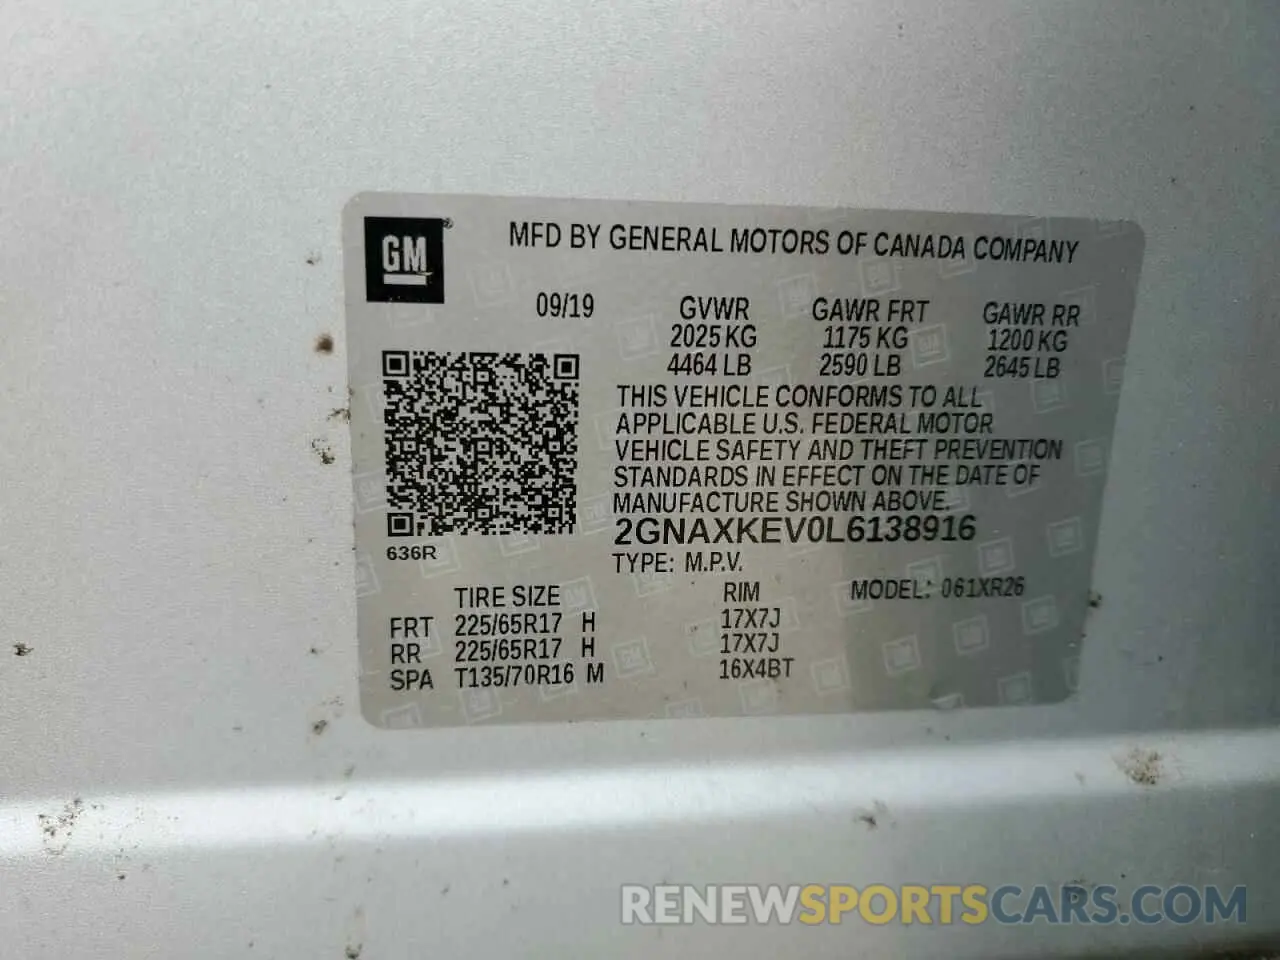 GM®
MFD BY GENERAL MOTORS OF CANADA COMPANY
09/19 GVWR GAWR FRT GAWR RR
2025 KG 1175 KG 1200 KG
4464 LB 2590 LB 2645 LB
THIS VEHICLE CONFORMS TO ALL
APPLICABLE U.S. FEDERAL MOTOR
VEHICLE SAFETY AND THEFT PREVENTION
STANDARDS IN EFFECT ON THE DATE OF
MANUFACTURE SHOWN ABOVE.
2GNAXKEV0L6138916
636R
TYPE: M.P.V.
TIRE SIZE RIM MODEL: 061XR26
FRT 225/65R17 H 17X7J
RR 225/65R17 H 17X7J
SPA T135/70R16 M 16X4BT
RENEWSPORTSCARS.COM